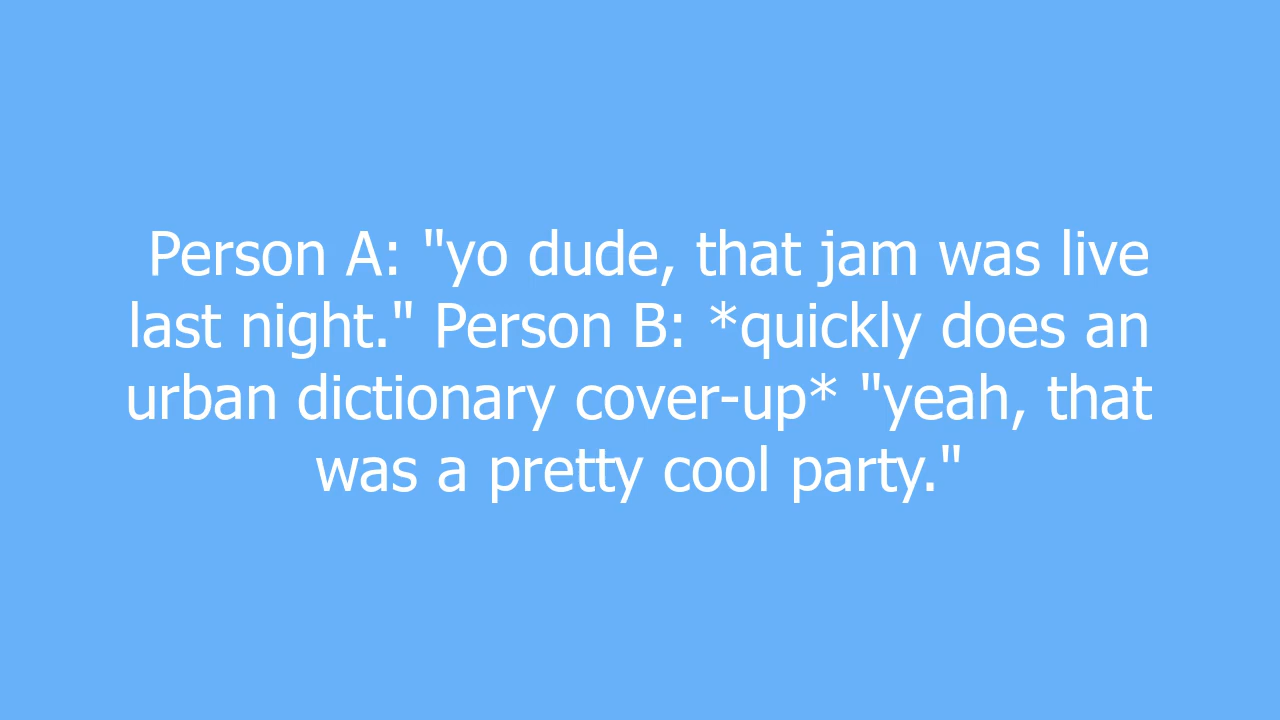 Person A: "yo dude, that jam was live
last night." Person B: *quickly does an
urban dictionary cover-up* "yeah, that
was a pretty cool party."